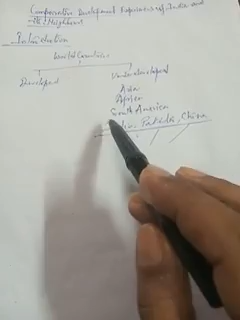 Comparative Development Experience of India and
its Neighbours
Introduction
World Countries
Developed
Underdeveloped
Asia
Africa
South America
India, Pakistan, China